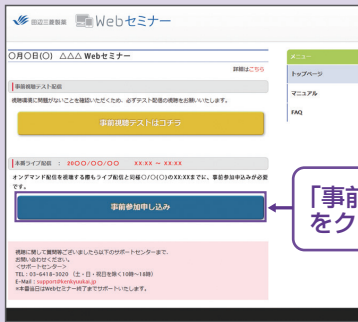 田辺三菱製薬 Webセミナー
〇月〇日(〇) △△△ Webセミナー
詳細はこちら
メニュー
トップページ
マニュアル
FAQ
事前視聴テスト配信
視聴環境に問題がないことを確認いただくため、必ずテスト配信の視聴をお願いいたします。
事前視聴テストはコチラ
本番ライブ配信 : 20〇〇/〇〇/〇〇 XX:XX ~ XX:XX
オンデマンド配信を視聴する際もライブ配信と同様〇/〇(〇)のXX:XXまでに、事前参加申込みが必要
です。
事前参加申し込み
「事前
をク
視聴に関して質問等ございましたら以下のサポートセンターまで、
お問い合わせください。
<サポートセンター>
TEL : 03-6418-3020 (土・日・祝日を除く10時~18時)
E-Mail : support@kenkyuukai.jp
※本番当日はWebセミナー終了までサポートいたします。